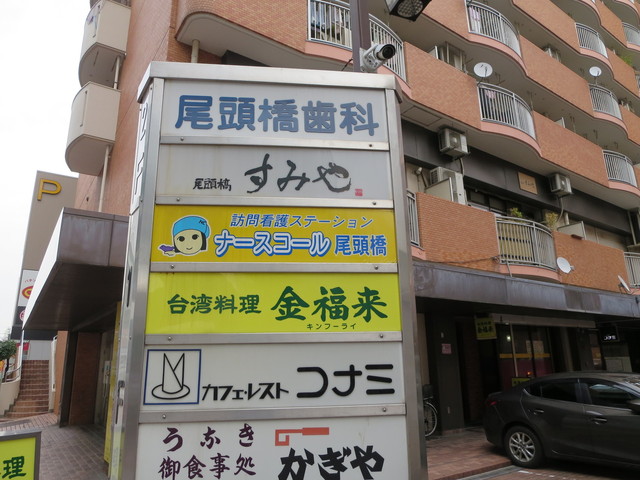 尾頭橋歯科
尾頭橋 すみや
訪問看護ステーション
ナースコール 尾頭橋
台湾料理 金福来
キンフーライ
カフェ・レスト コナミ
うなき
御食事処 かぎや
P
理